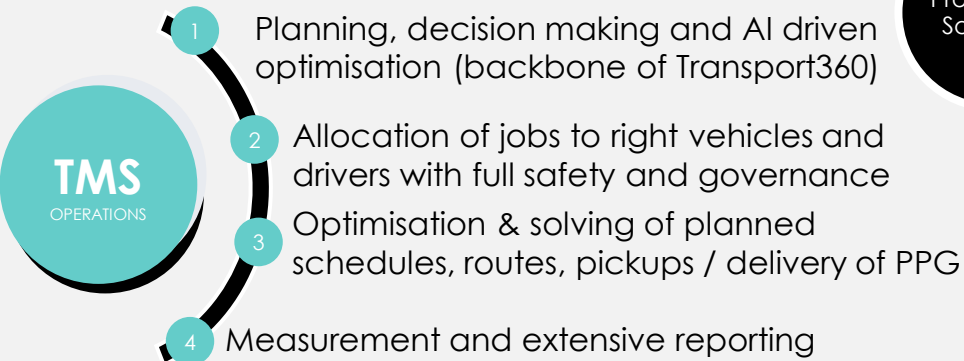 1
Planning, decision making and AI driven
optimisation (backbone of Transport360)
2
Allocation of jobs to right vehicles and
drivers with full safety and governance
TMS
OPERATIONS
3
Optimisation & solving of planned
schedules, routes, pickups / delivery of PPG
4
Measurement and extensive reporting